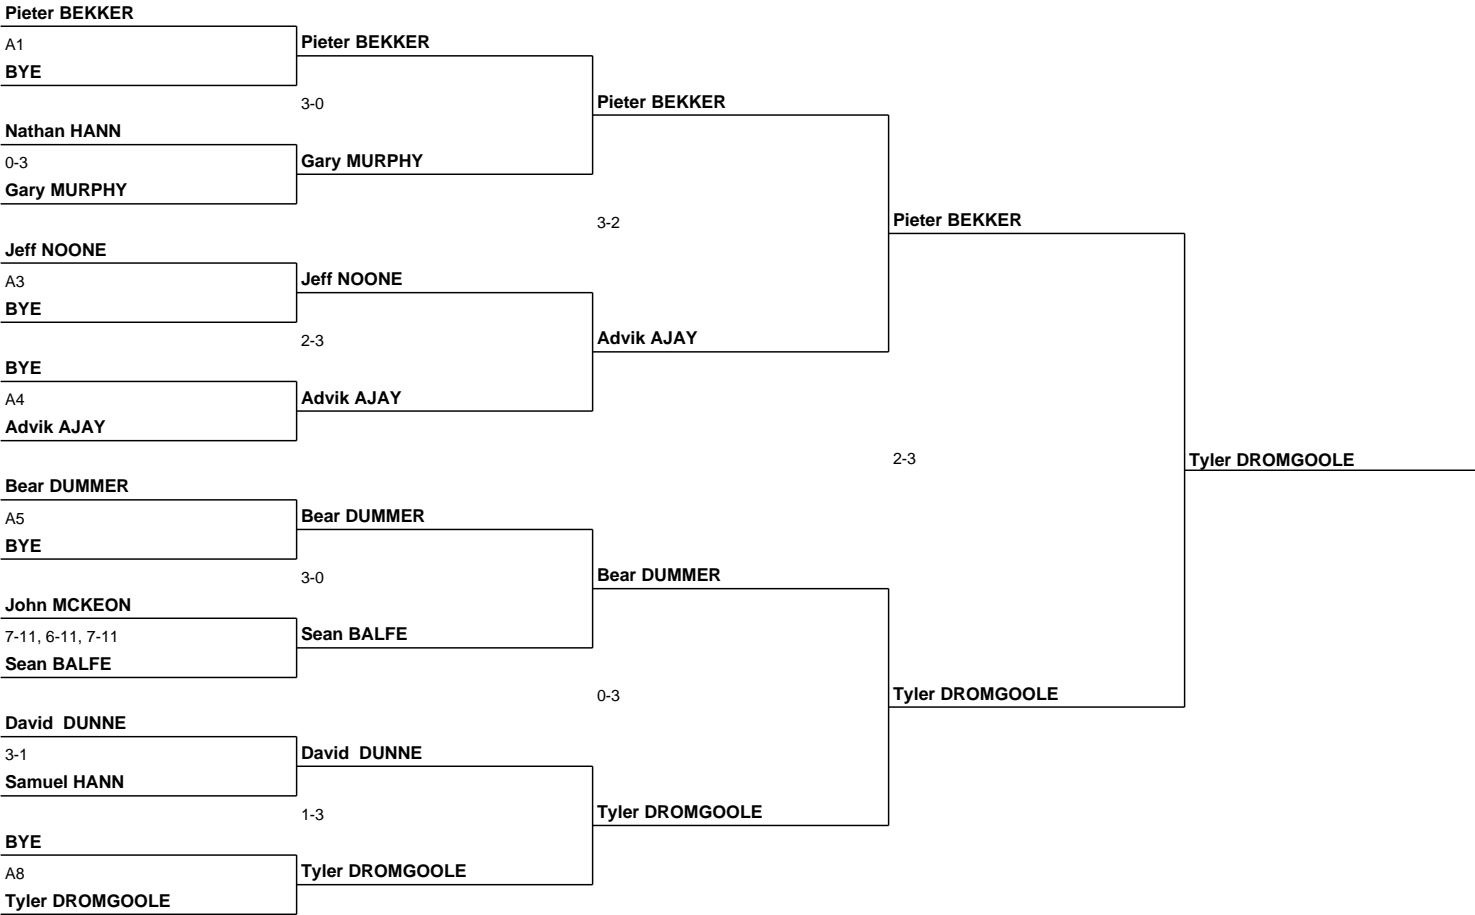 Pieter BEKKER
A1
BYE
Nathan HANN
0-3
Gary MURPHY
Jeff NOONE
A3
BYE
BYE
A4
Advik AJAY
Bear DUMMER
A5
BYE
John MCKEON
7-11, 6-11, 7-11
Sean BALFE
David  DUNNE
3-1
Samuel HANN
BYE
A8
Tyler DROMGOOLE
Pieter BEKKER
3-0
Gary MURPHY
Jeff NOONE
2-3
Advik AJAY
Bear DUMMER
3-0
Sean BALFE
David  DUNNE
1-3
Tyler DROMGOOLE
Pieter BEKKER
3-2
Advik AJAY
Bear DUMMER
0-3
Tyler DROMGOOLE
Pieter BEKKER
2-3
Tyler DROMGOOLE
Tyler DROMGOOLE